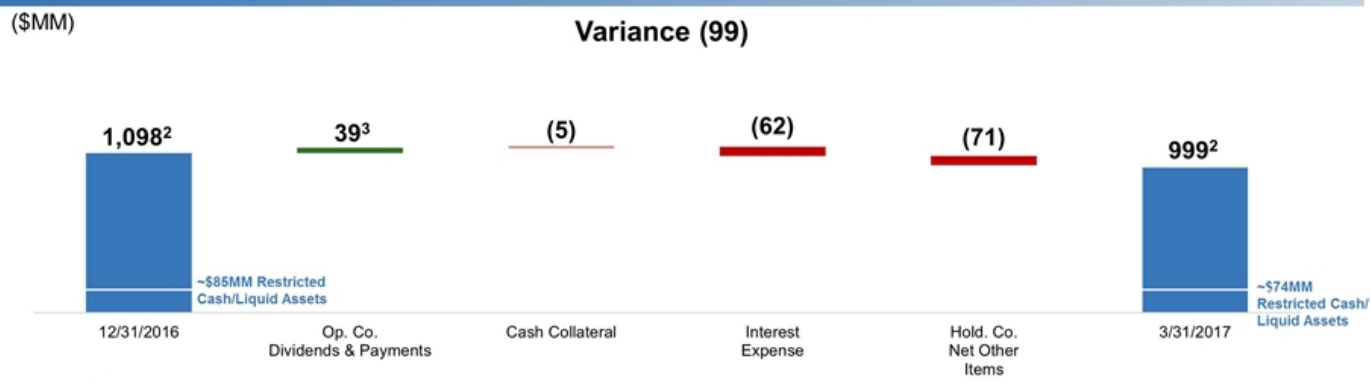 ($MM)
Variance (99)
1,098²
39³
(5)
(62)
(71)
999²
~$85MM Restricted
Cash/Liquid Assets
~$74MM
Restricted Cash/
Liquid Assets
12/31/2016
Op. Co.
Dividends & Payments
Cash Collateral
Interest
Expense
Hold. Co.
Net Other
Items
3/31/2017